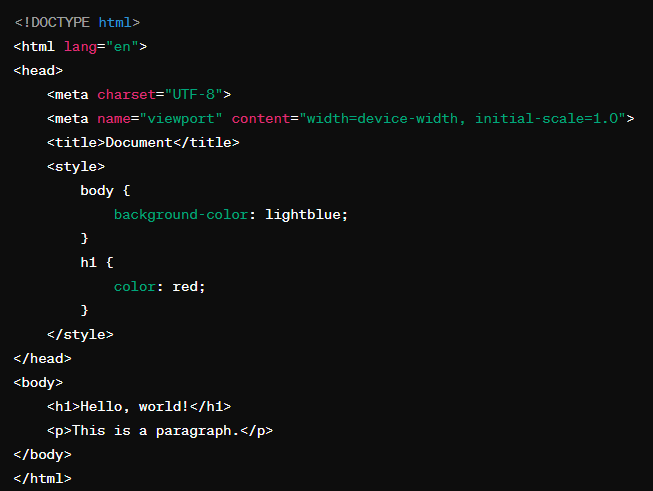 <!DOCTYPE html>
<html lang="en">
<head>
    <meta charset="UTF-8">
    <meta name="viewport" content="width=device-width, initial-scale=1.0">
    <title>Document</title>
    <style>
        body {
            background-color: lightblue;
        }
        h1 {
            color: red;
        }
    </style>
</head>
<body>
    <h1>Hello, world!</h1>
    <p>This is a paragraph.</p>
</body>
</html>